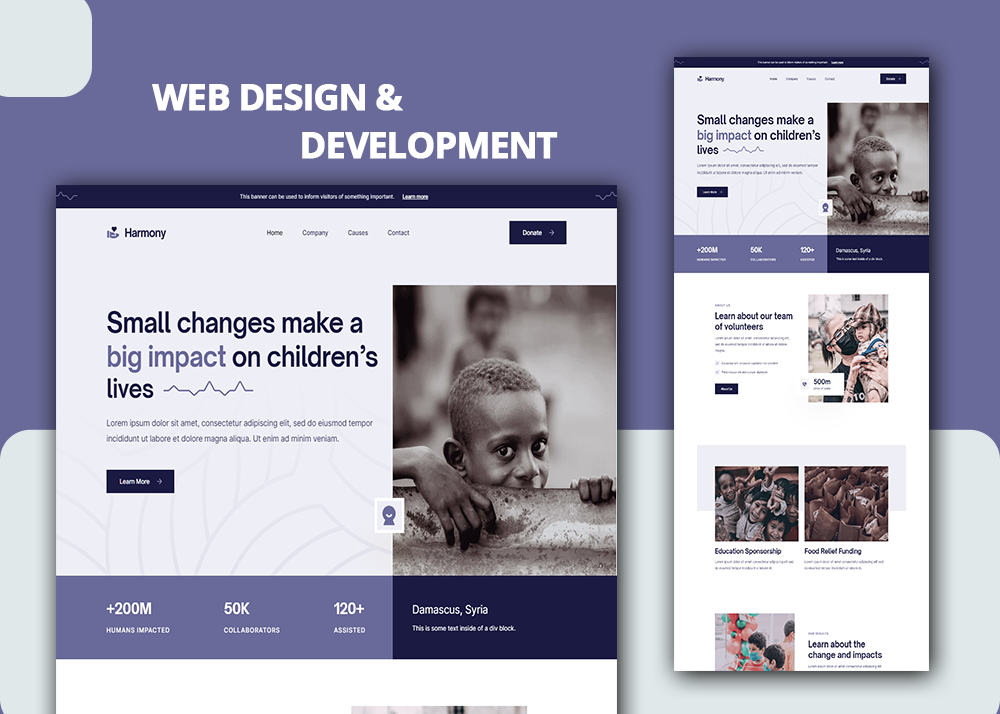 WEB DESIGN &
DEVELOPMENT
This banner can be used to inform visitors of something important. Learn more
Harmony
Home Company Causes Contact
Donate
Small changes make a
big impact on children's
lives
Lorem ipsum dolor sit amet, consectetur adipiscing elit, sed do eiusmod tempor
incididunt ut labore et dolore magna aliqua. Ut enim ad minim veniam.
Learn More
+200M 50K 120+
HUMANS IMPACTED COLLABORATORS ASSISTED
Damascus, Syria
This is some text inside of a div block.
This banner can be used to inform visitors of something important. Learn more
Harmony
Home Company Causes Contact
Donate
Small changes make a
big impact on children's
lives
Lorem ipsum dolor sit amet, consectetur adipiscing elit, sed do eiusmod tempor
incididunt ut labore et dolore magna aliqua. Ut enim ad minim veniam.
Learn More
+200M 50K 120+
HUMANS IMPACTED COLLABORATORS ASSISTED
Damascus, Syria
This is some text inside of a div block.
ABOUT US
Learn about our team
of volunteers
About Us
500m
Education Sponsorship
Food Relief Funding
OUR RESULTS
Learn about the
change and impacts